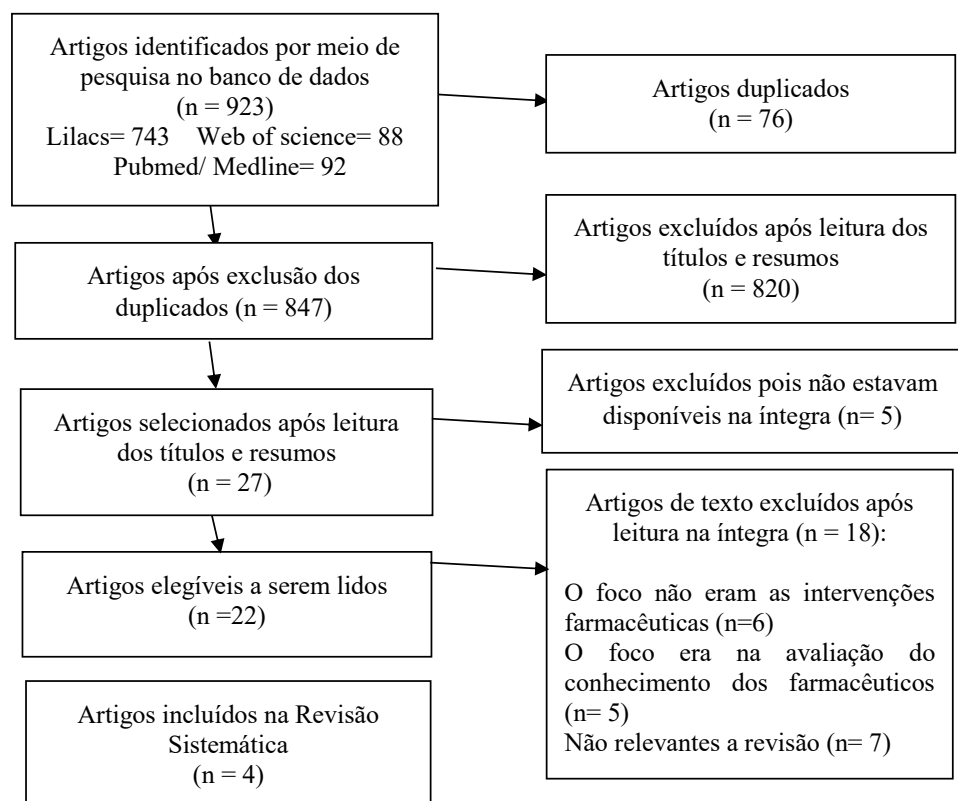 Artigos identificados por meio de
pesquisa no banco de dados
(n = 923)
Lilacs= 743 Web of science= 88
Pubmed/ Medline= 92
Artigos duplicados
(n = 76)
Artigos após exclusão dos
duplicados (n = 847)
Artigos excluídos após leitura dos
títulos e resumos
(n = 820)
Artigos selecionados após leitura
dos títulos e resumos
(n = 27)
Artigos excluídos pois não estavam
disponíveis na íntegra (n= 5)
Artigos elegíveis a serem lidos
(n =22)
Artigos de texto excluídos após
leitura na íntegra (n = 18):
O foco não eram as intervenções
farmacêuticas (n=6)
O foco era na avaliação do
conhecimento dos farmacêuticos
(n= 5)
Não relevantes a revisão (n= 7)
Artigos incluídos na Revisão
Sistemática
(n = 4)